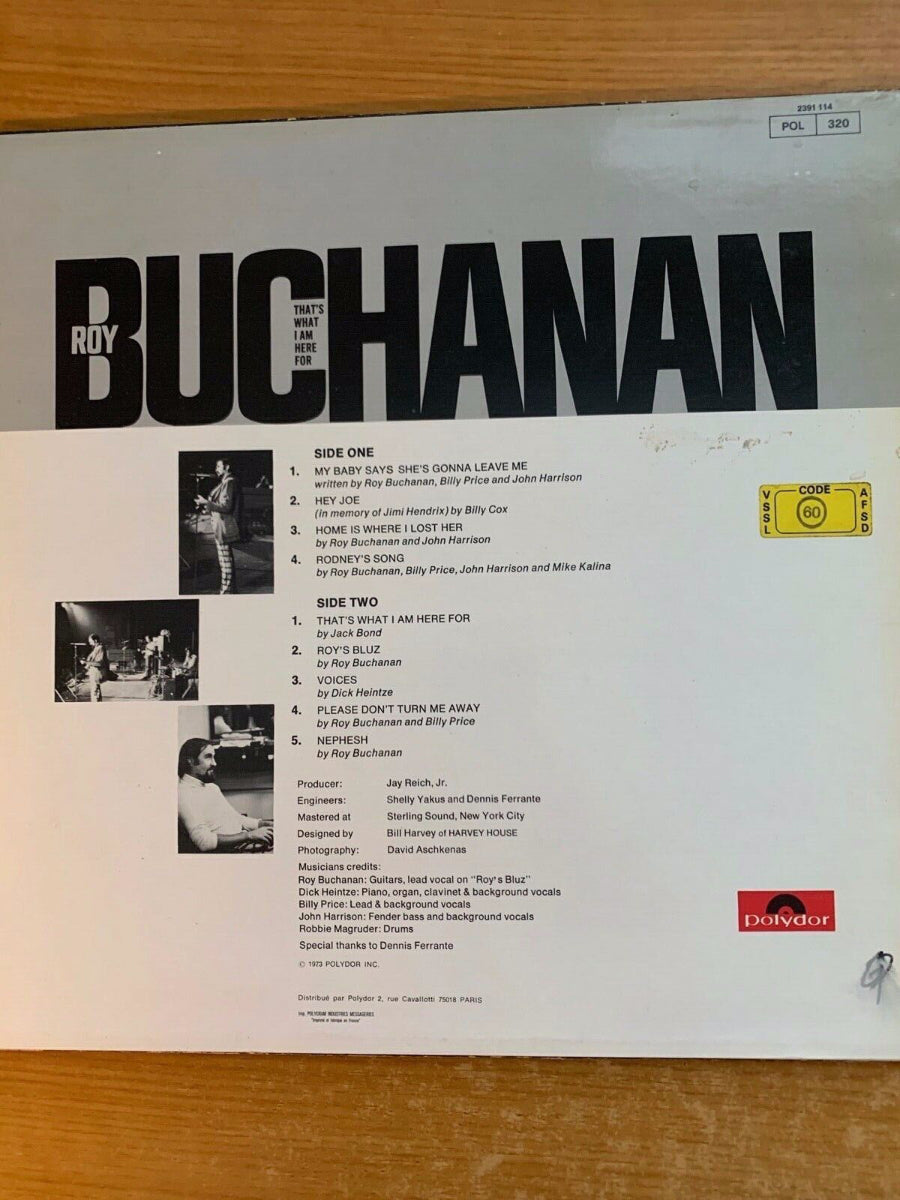 2391 114
POL 320
ROY
BUCHANAN
THAT'S
WHAT
I AM
HERE
FOR
SIDE ONE
1. MY BABY SAYS SHE'S GONNA LEAVE ME
written by Roy Buchanan, Billy Price and John Harrison
2. HEY JOE
(in memory of Jimi Hendrix) by Billy Cox
3. HOME IS WHERE I LOST HER
by Roy Buchanan and John Harrison
4. RODNEY'S SONG
by Roy Buchanan, Billy Price, John Harrison and Mike Kalina
VSSL
CODE
60
AFSD
SIDE TWO
1. THAT'S WHAT I AM HERE FOR
by Jack Bond
2. ROY'S BLUZ
by Roy Buchanan
3. VOICES
by Dick Heintze
4. PLEASE DON'T TURN ME AWAY
by Roy Buchanan and Billy Price
5. NEPHESH
by Roy Buchanan
Producer: Jay Reich, Jr.
Engineers: Shelly Yakus and Dennis Ferrante
Mastered at Sterling Sound, New York City
Designed by Bill Harvey of HARVEY HOUSE
Photography: David Aschkenas
Musicians credits:
Roy Buchanan: Guitars, lead vocal on "Roy's Bluz"
Dick Heintze: Piano, organ, clavinet & background vocals
Billy Price: Lead & background vocals
John Harrison: Fender bass and background vocals
Robbie Magruder: Drums
Special thanks to Dennis Ferrante
© 1973 POLYDOR INC.
polydor
Distribué par Polydor 2, rue Cavallotti 75018 PARIS
Imp. POLYGRAM INDUSTRIES MESSAGERIES
"Imprimé et fabriqué en France"